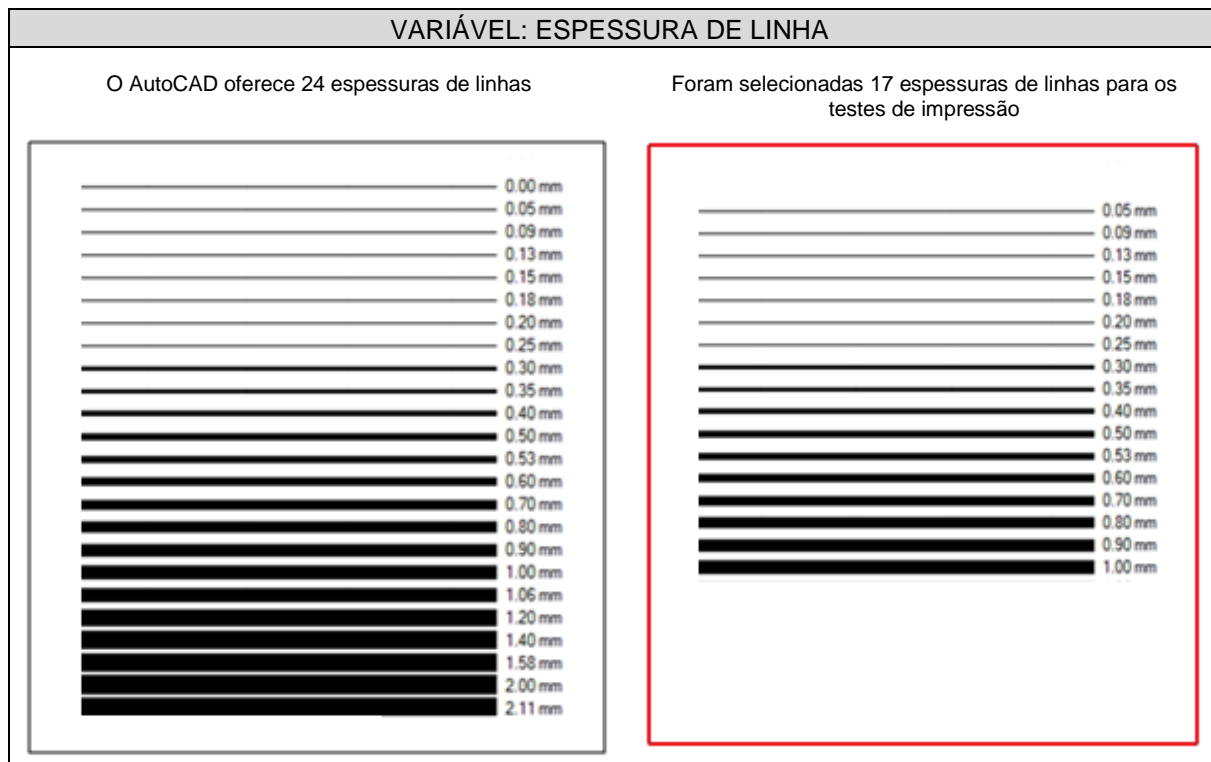 VARIÁVEL: ESPESSURA DE LINHA
O AutoCAD oferece 24 espessuras de linhas
0.00 mm
0.05 mm
0.09 mm
0.13 mm
0.15 mm
0.18 mm
0.20 mm
0.25 mm
0.30 mm
0.35 mm
0.40 mm
0.50 mm
0.53 mm
0.60 mm
0.70 mm
0.80 mm
0.90 mm
1.00 mm
1.06 mm
1.20 mm
1.40 mm
1.58 mm
2.00 mm
2.11 mm
Foram selecionadas 17 espessuras de linhas para os
testes de impressão
0.05 mm
0.09 mm
0.13 mm
0.15 mm
0.18 mm
0.20 mm
0.25 mm
0.30 mm
0.35 mm
0.40 mm
0.50 mm
0.53 mm
0.60 mm
0.70 mm
0.80 mm
0.90 mm
1.00 mm